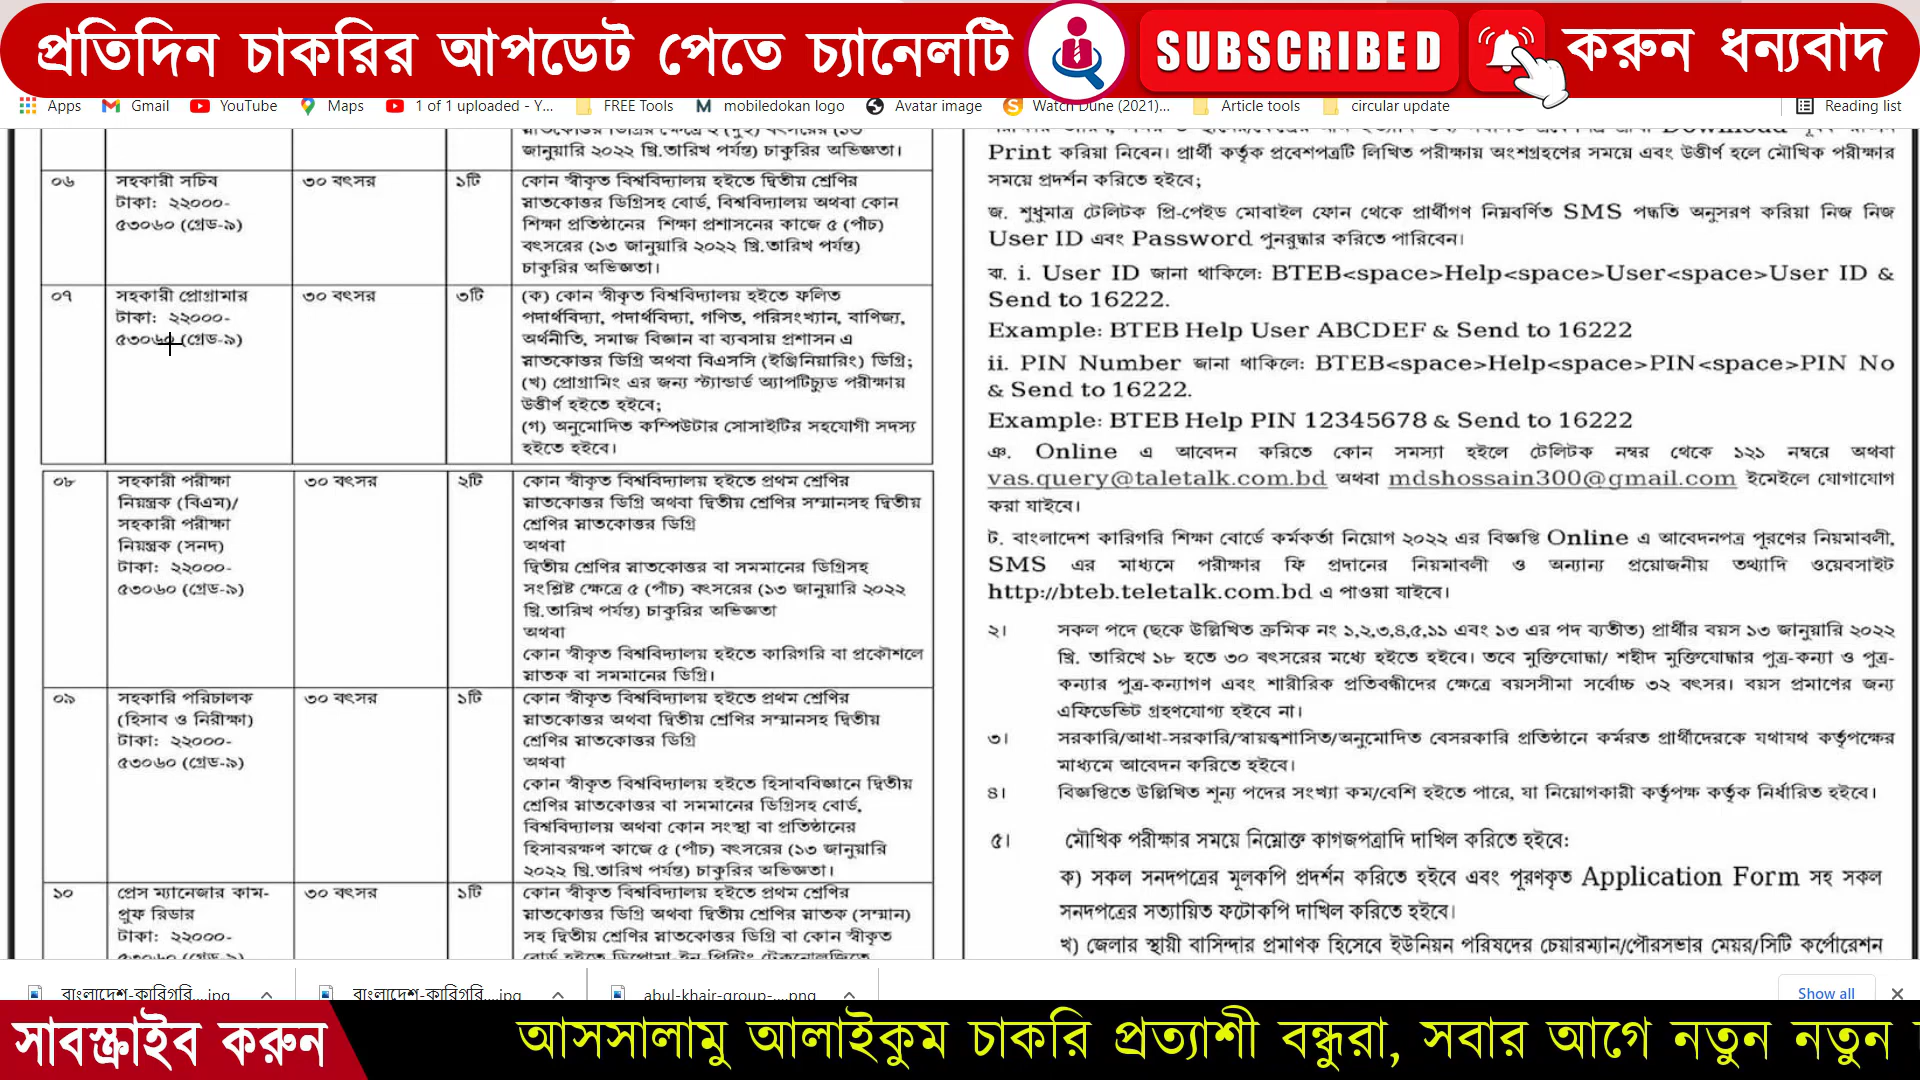 প্রতিদিন চাকরির আপডেট পেতে চ্যানেলটি SUBSCRIBED করুন ধন্যবাদ
Apps Gmail YouTube Maps 1 of 1 uploaded - Y... FREE Tools mobiledokan logo Avatar image Watch Dune (2021)... Article tools circular update Reading list
স্নাতকোত্তর ডিগ্রির ক্ষেত্রে ২ (দুই) বৎসরের (১৩
জানুয়ারি ২০২২ খ্রি.তারিখ পর্যন্ত) চাকুরির অভিজ্ঞতা।
০৬ সহকারী সচিব ৩০ বৎসর ১টি কোন স্বীকৃত বিশ্ববিদ্যালয় হইতে দ্বিতীয় শ্রেণির
টাকা: ২২০০০- স্নাতকোত্তর ডিগ্রিসহ বোর্ড, বিশ্ববিদ্যালয় অথবা কোন
৫৩০৬০ (গ্রেড-৯) শিক্ষা প্রতিষ্ঠানের শিক্ষা প্রশাসনের কাজে ৫ (পাঁচ)
বৎসরের (১৩ জানুয়ারি ২০২২ খ্রি.তারিখ পর্যন্ত)
চাকুরির অভিজ্ঞতা।
০৭ সহকারী প্রোগ্রামার ৩০ বৎসর ৩টি (ক) কোন স্বীকৃত বিশ্ববিদ্যালয় হইতে ফলিত
টাকা: ২২০০০- পদার্থবিদ্যা, পদার্থবিদ্যা, গণিত, পরিসংখ্যান, বাণিজ্য,
৫৩০৬০ (গ্রেড-৯) অর্থনীতি, সমাজ বিজ্ঞান বা ব্যবসায় প্রশাসন এ
স্নাতকোত্তর ডিগ্রি অথবা বিএসসি (ইঞ্জিনিয়ারিং) ডিগ্রি;
(খ) প্রোগ্রামিং এর জন্য স্ট্যান্ডার্ড অ্যাপটিচ্যুড পরীক্ষায়
উত্তীর্ণ হইতে হইবে;
(গ) অনুমোদিত কম্পিউটার সোসাইটির সহযোগী সদস্য
হইতে হইবে।
০৮ সহকারী পরীক্ষা ৩০ বৎসর ২টি কোন স্বীকৃত বিশ্ববিদ্যালয় হইতে প্রথম শ্রেণির
নিয়ন্ত্রক (বিএম)/ স্নাতকোত্তর ডিগ্রি অথবা দ্বিতীয় শ্রেণির সম্মানসহ দ্বিতীয়
সহকারী পরীক্ষা শ্রেণির স্নাতকোত্তর ডিগ্রি
নিয়ন্ত্রক (সনদ) অথবা
টাকা: ২২০০০- দ্বিতীয় শ্রেণির স্নাতকোত্তর বা সমমানের ডিগ্রিসহ
৫৩০৬০ (গ্রেড-৯) সংশ্লিষ্ট ক্ষেত্রে ৫ (পাঁচ) বৎসরের (১৩ জানুয়ারি ২০২২
খ্রি.তারিখ পর্যন্ত) চাকুরির অভিজ্ঞতা
অথবা
কোন স্বীকৃত বিশ্ববিদ্যালয় হইতে কারিগরি বা প্রকৌশলে
স্নাতক বা সমমানের ডিগ্রি।
০৯ সহকারি পরিচালক ৩০ বৎসর ১টি কোন স্বীকৃত বিশ্ববিদ্যালয় হইতে প্রথম শ্রেণির
(হিসাব ও নিরীক্ষা) স্নাতকোত্তর অথবা দ্বিতীয় শ্রেণির সম্মানসহ দ্বিতীয়
টাকা: ২২০০০- শ্রেণির স্নাতকোত্তর ডিগ্রি
৫৩০৬০ (গ্রেড-৯) অথবা
কোন স্বীকৃত বিশ্ববিদ্যালয় হইতে হিসাববিজ্ঞানে দ্বিতীয়
শ্রেণির স্নাতকোত্তর বা সমমানের ডিগ্রিসহ বোর্ড,
বিশ্ববিদ্যালয় অথবা কোন সংস্থা বা প্রতিষ্ঠানের
হিসাবরক্ষণ কাজে ৫ (পাঁচ) বৎসরের (১৩ জানুয়ারি
২০২২ খ্রি.তারিখ পর্যন্ত) চাকুরির অভিজ্ঞতা।
১০ প্রেস ম্যানেজার কাম- ৩০ বৎসর ১টি কোন স্বীকৃত বিশ্ববিদ্যালয় হইতে প্রথম শ্রেণির
প্রুফ রিডার স্নাতকোত্তর ডিগ্রি অথবা দ্বিতীয় শ্রেণির স্নাতক (সম্মান)
টাকা: ২২০০০- সহ দ্বিতীয় শ্রেণির স্নাতকোত্তর ডিগ্রি বা কোন স্বীকৃত
৫৩০৬০ (গ্রেড-৯) বোর্ড হইতে ডিপ্লোমা-ইন-প্রিন্টিং টেকনোলজিতে
Download
Print করিয়া নিবেন। প্রার্থী কর্তৃক প্রবেশপত্রটি লিখিত পরীক্ষায় অংশগ্রহণের সময়ে এবং উত্তীর্ণ হলে মৌখিক পরীক্ষার
সময়ে প্রদর্শন করিতে হইবে;
জ. শুধুমাত্র টেলিটক প্রি-পেইড মোবাইল ফোন থেকে প্রার্থীগণ নিম্নবর্ণিত SMS পদ্ধতি অনুসরণ করিয়া নিজ নিজ
User ID এবং Password পুনরুদ্ধার করিতে পারিবেন।
ঝ. i. User ID জানা থাকিলে: BTEB<space>Help<space>User<space>User ID &
Send to 16222.
Example: BTEB Help User ABCDEF & Send to 16222
ii. PIN Number জানা থাকিলে: BTEB<space>Help<space>PIN<space>PIN No
& Send to 16222.
Example: BTEB Help PIN 12345678 & Send to 16222
ঞ. Online এ আবেদন করিতে কোন সমস্যা হইলে টেলিটক নম্বর থেকে ১২১ নম্বরে অথবা
vas.query@taletalk.com.bd অথবা mdshossain300@gmail.com ইমেইলে যোগাযোগ
করা যাইবে।
ট. বাংলাদেশ কারিগরি শিক্ষা বোর্ডে কর্মকর্তা নিয়োগ ২০২২ এর বিজ্ঞপ্তি Online এ আবেদনপত্র পূরণের নিয়মাবলী,
SMS এর মাধ্যমে পরীক্ষার ফি প্রদানের নিয়মাবলী ও অন্যান্য প্রয়োজনীয় তথ্যাদি ওয়েবসাইট
http://bteb.teletalk.com.bd এ পাওয়া যাইবে।
২। সকল পদে (ছকে উল্লিখিত ক্রমিক নং ১,২,৩,৪,৫,১১ এবং ১৩ এর পদ ব্যতীত) প্রার্থীর বয়স ১৩ জানুয়ারি ২০২২
খ্রি. তারিখে ১৮ হতে ৩০ বৎসরের মধ্যে হইতে হইবে। তবে মুক্তিযোদ্ধা/ শহীদ মুক্তিযোদ্ধার পুত্র-কন্যা ও পুত্র-
কন্যার পুত্র-কন্যাগণ এবং শারীরিক প্রতিবন্ধীদের ক্ষেত্রে বয়সসীমা সর্বোচ্চ ৩২ বৎসর। বয়স প্রমাণের জন্য
এফিডেভিট গ্রহণযোগ্য হইবে না।
৩। সরকারি/আধা-সরকারি/স্বায়ত্ত্বশাসিত/অনুমোদিত বেসরকারি প্রতিষ্ঠানে কর্মরত প্রার্থীদেরকে যথাযথ কর্তৃপক্ষের
মাধ্যমে আবেদন করিতে হইবে।
৪। বিজ্ঞপ্তিতে উল্লিখিত শূন্য পদের সংখ্যা কম/বেশি হইতে পারে, যা নিয়োগকারী কর্তৃপক্ষ কর্তৃক নির্ধারিত হইবে।
৫। মৌখিক পরীক্ষার সময়ে নিম্নোক্ত কাগজপত্রাদি দাখিল করিতে হইবে:
ক) সকল সনদপত্রের মূলকপি প্রদর্শন করিতে হইবে এবং পূরণকৃত Application Form সহ সকল
সনদপত্রের সত্যায়িত ফটোকপি দাখিল করিতে হইবে।
খ) জেলার স্থায়ী বাসিন্দার প্রমাণক হিসেবে ইউনিয়ন পরিষদের চেয়ারম্যান/পৌরসভার মেয়র/সিটি কর্পোরেশন
বাংলাদেশ-কারিগরি....jpg বাংলাদেশ-কারিগরি....jpg abul-khair-group-....png Show all
সাবস্ক্রাইব করুন আসসালামু আলাইকুম চাকরি প্রত্যাশী বন্ধুরা, সবার আগে নতুন নতুন